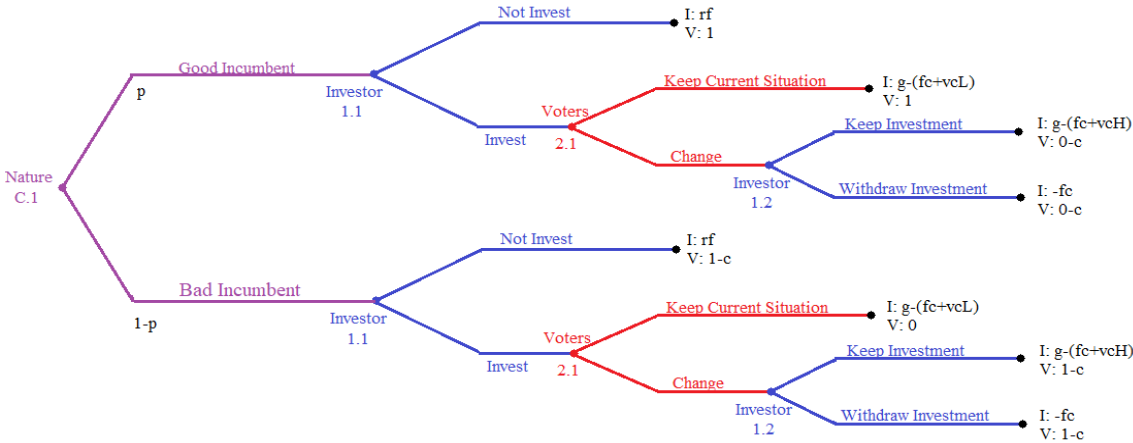 Not Invest
I: rf
V: 1
Good Incumbent
p
Investor
1.1
Keep Current Situation
I: g-(fc+vcL)
V: 1
Voters
2.1
Invest
Keep Investment
I: g-(fc+vcH)
V: 0-c
Change
Investor
1.2
Withdraw Investment
I: -fc
V: 0-c
Nature
C.1
Not Invest
I: rf
V: 1-c
Bad Incumbent
1-p
Investor
1.1
Keep Current Situation
I: g-(fc+vcL)
V: 0
Voters
2.1
Invest
Keep Investment
I: g-(fc+vcH)
V: 1-c
Change
Investor
1.2
Withdraw Investment
I: -fc
V: 1-c